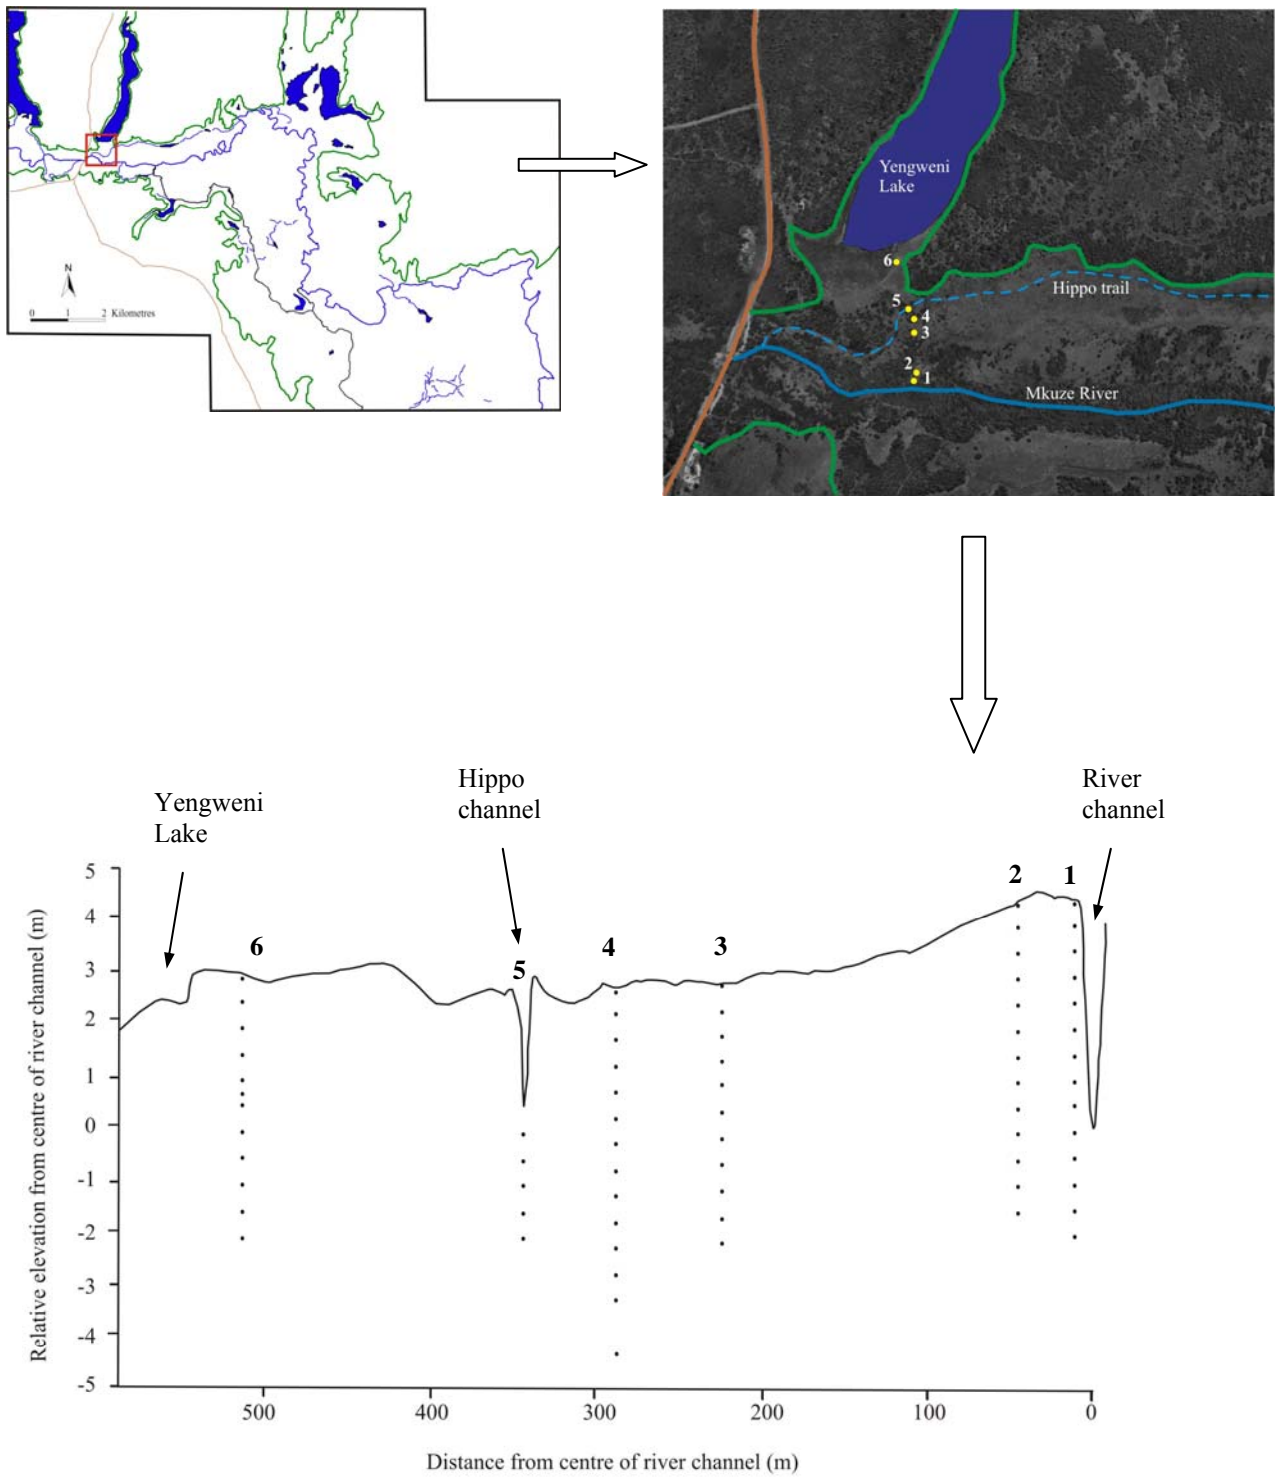 N
0 1 2 Kilometres
Yengweni
Lake
6
Hippo trail
5
4
3
2
1
Mkuze River
Yengweni
Lake
Hippo
channel
River
channel
6
5
4
3
2
1
Relative elevation from centre of river channel (m)
5
4
3
2
1
0
-1
-2
-3
-4
-5
500 400 300 200 100 0
Distance from centre of river channel (m)